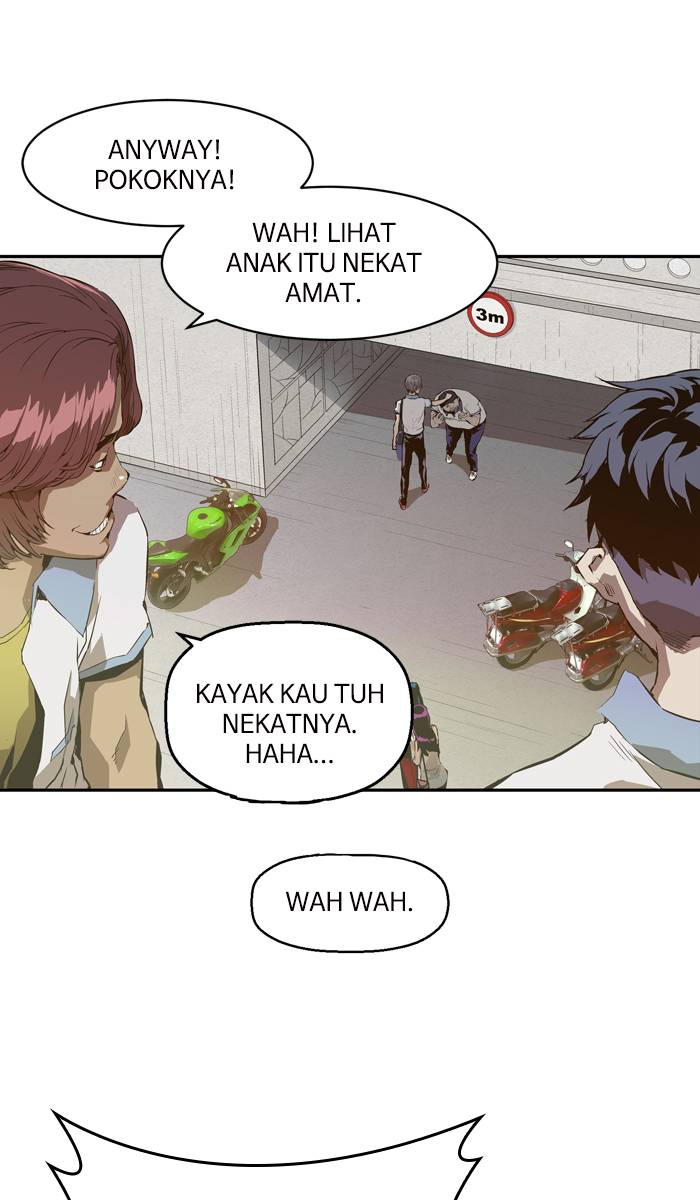 ANYWAY!
POKOKNYA!
WAH! LIHAT
ANAK ITU NEKAT
AMAT.
3m
KAYAK KAU TUH
NEKATNYA.
HAHA...
WAH WAH.